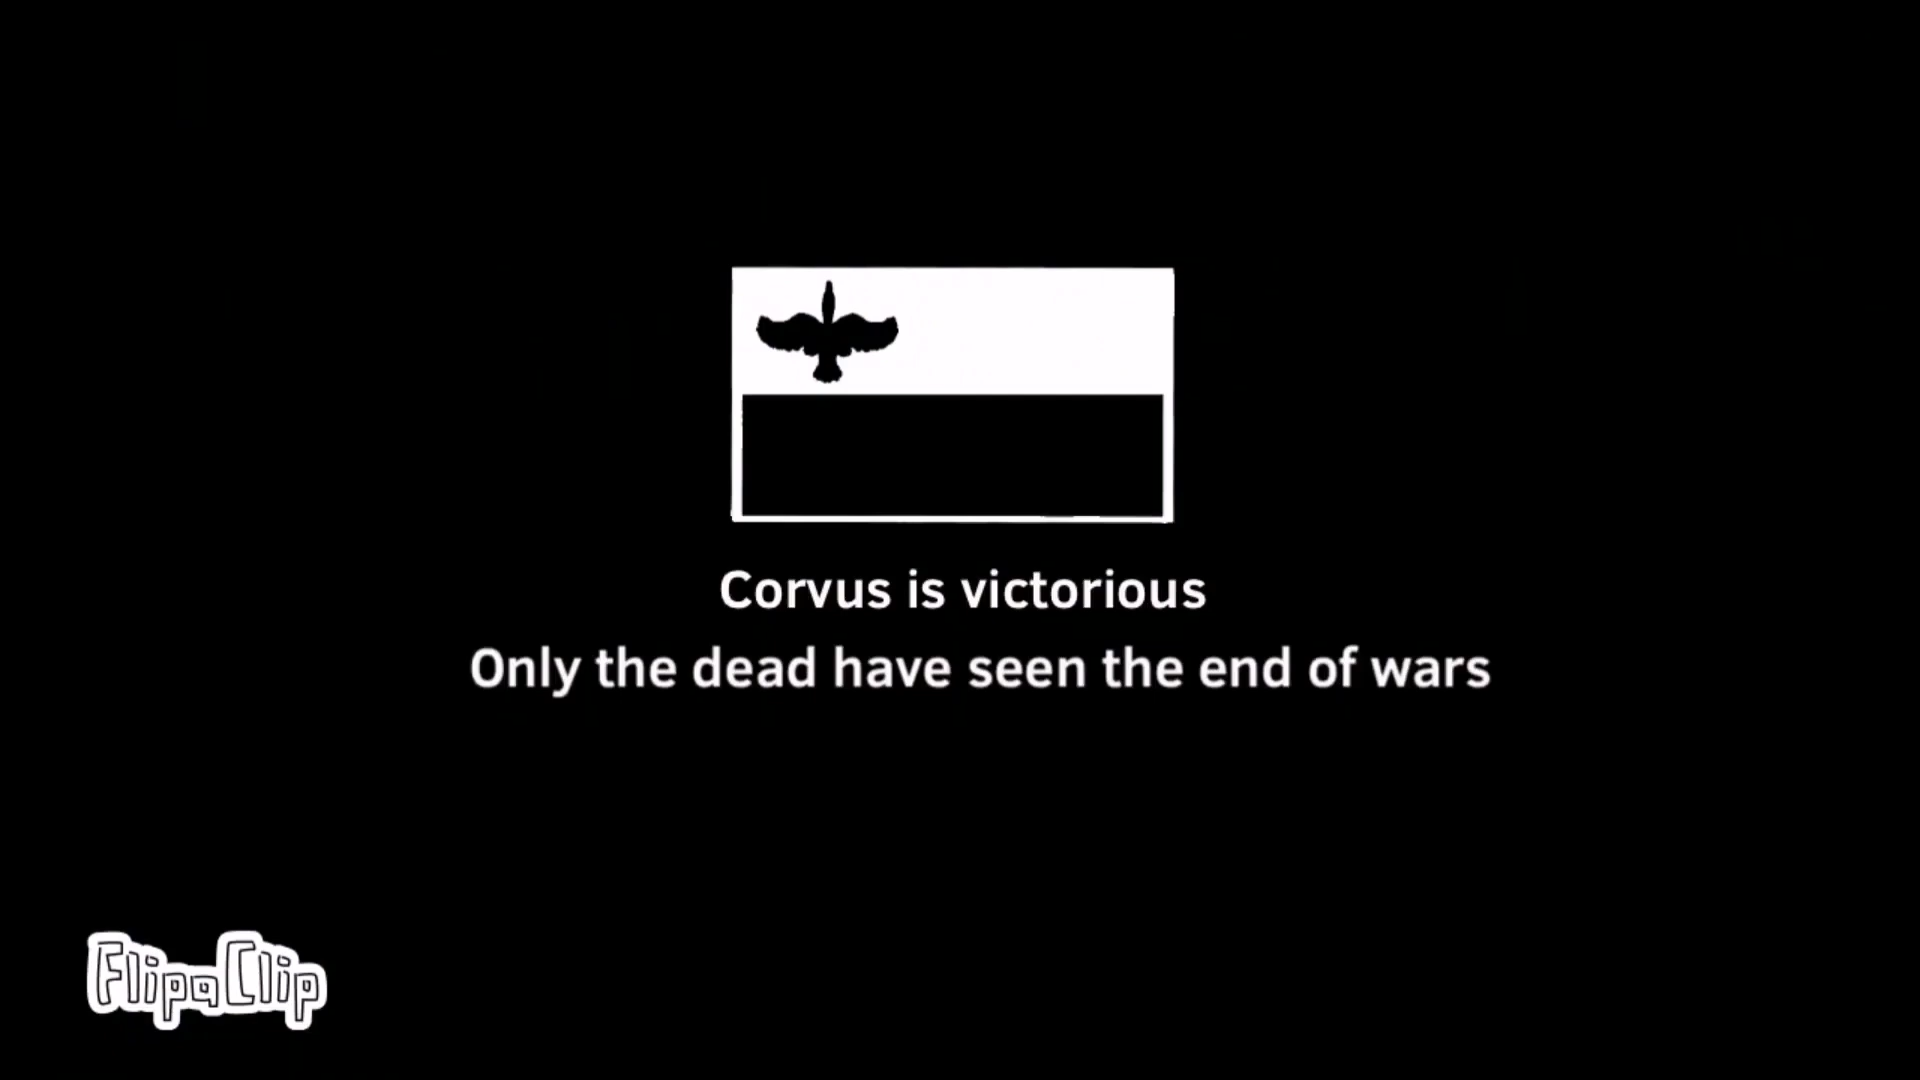 Corvus is victorious
Only the dead have seen the end of wars
FlipaClip